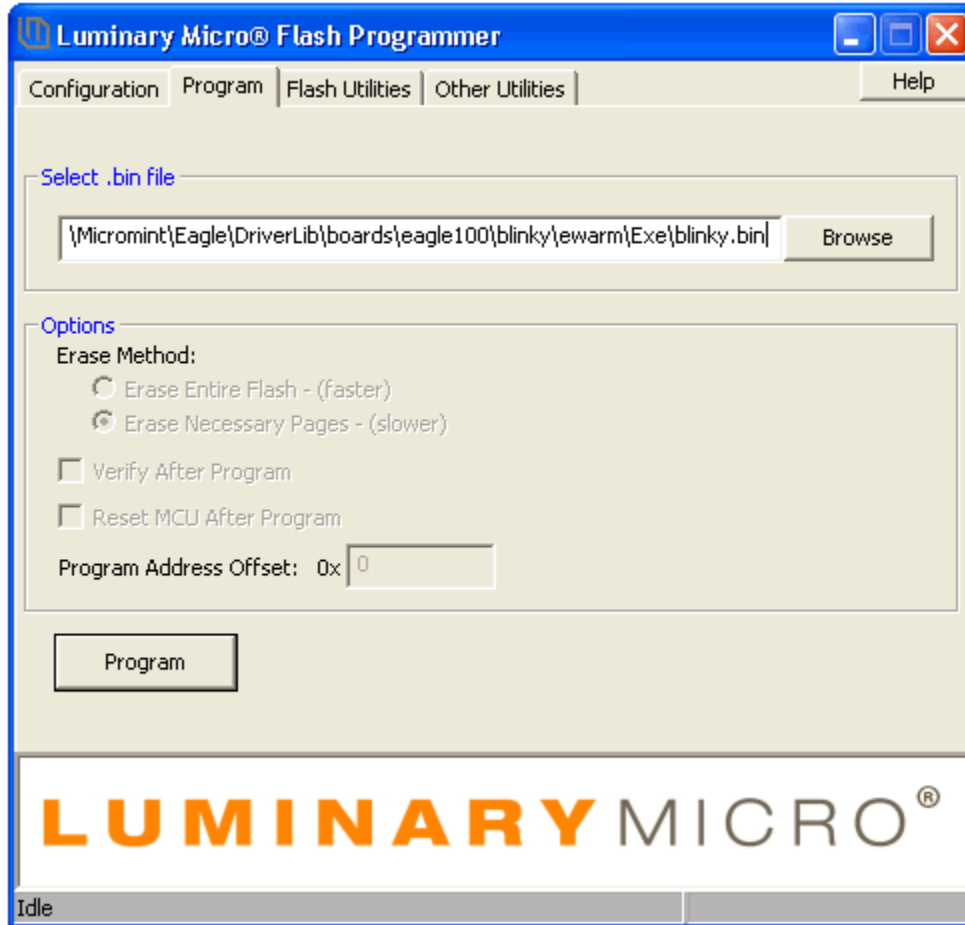 Luminary Micro® Flash Programmer
Configuration Program Flash Utilities Other Utilities Help
Select .bin file
\Micromint\Eagle\DriverLib\boards\eagle100\blinky\ewarm\Exe\blinky.bin Browse
Options
Erase Method:
Erase Entire Flash - (faster)
Erase Necessary Pages - (slower)
Verify After Program
Reset MCU After Program
Program Address Offset: 0x 0
Program
LUMINARYMICRO®
Idle